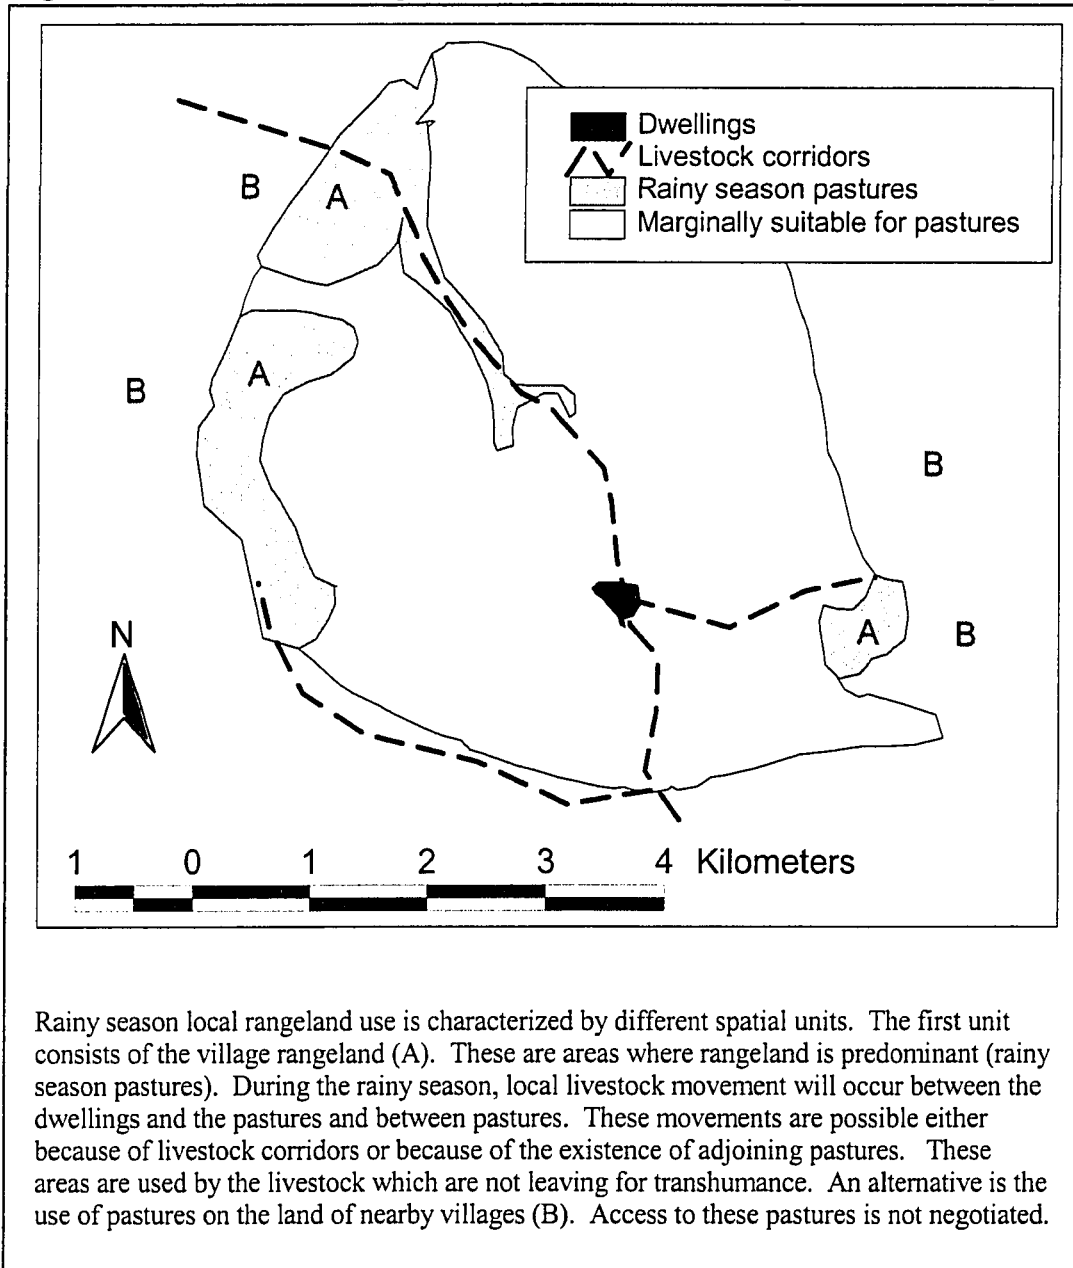 Dwellings
Livestock corridors
Rainy season pastures
Marginally suitable for pastures
B
A
A
B
B
A
B
N
1 0 1 2 3 4 Kilometers
Rainy season local rangeland use is characterized by different spatial units. The first unit
consists of the village rangeland (A). These are areas where rangeland is predominant (rainy
season pastures). During the rainy season, local livestock movement will occur between the
dwellings and the pastures and between pastures. These movements are possible either
because of livestock corridors or because of the existence of adjoining pastures. These
areas are used by the livestock which are not leaving for transhumance. An alternative is the
use of pastures on the land of nearby villages (B). Access to these pastures is not negotiated.